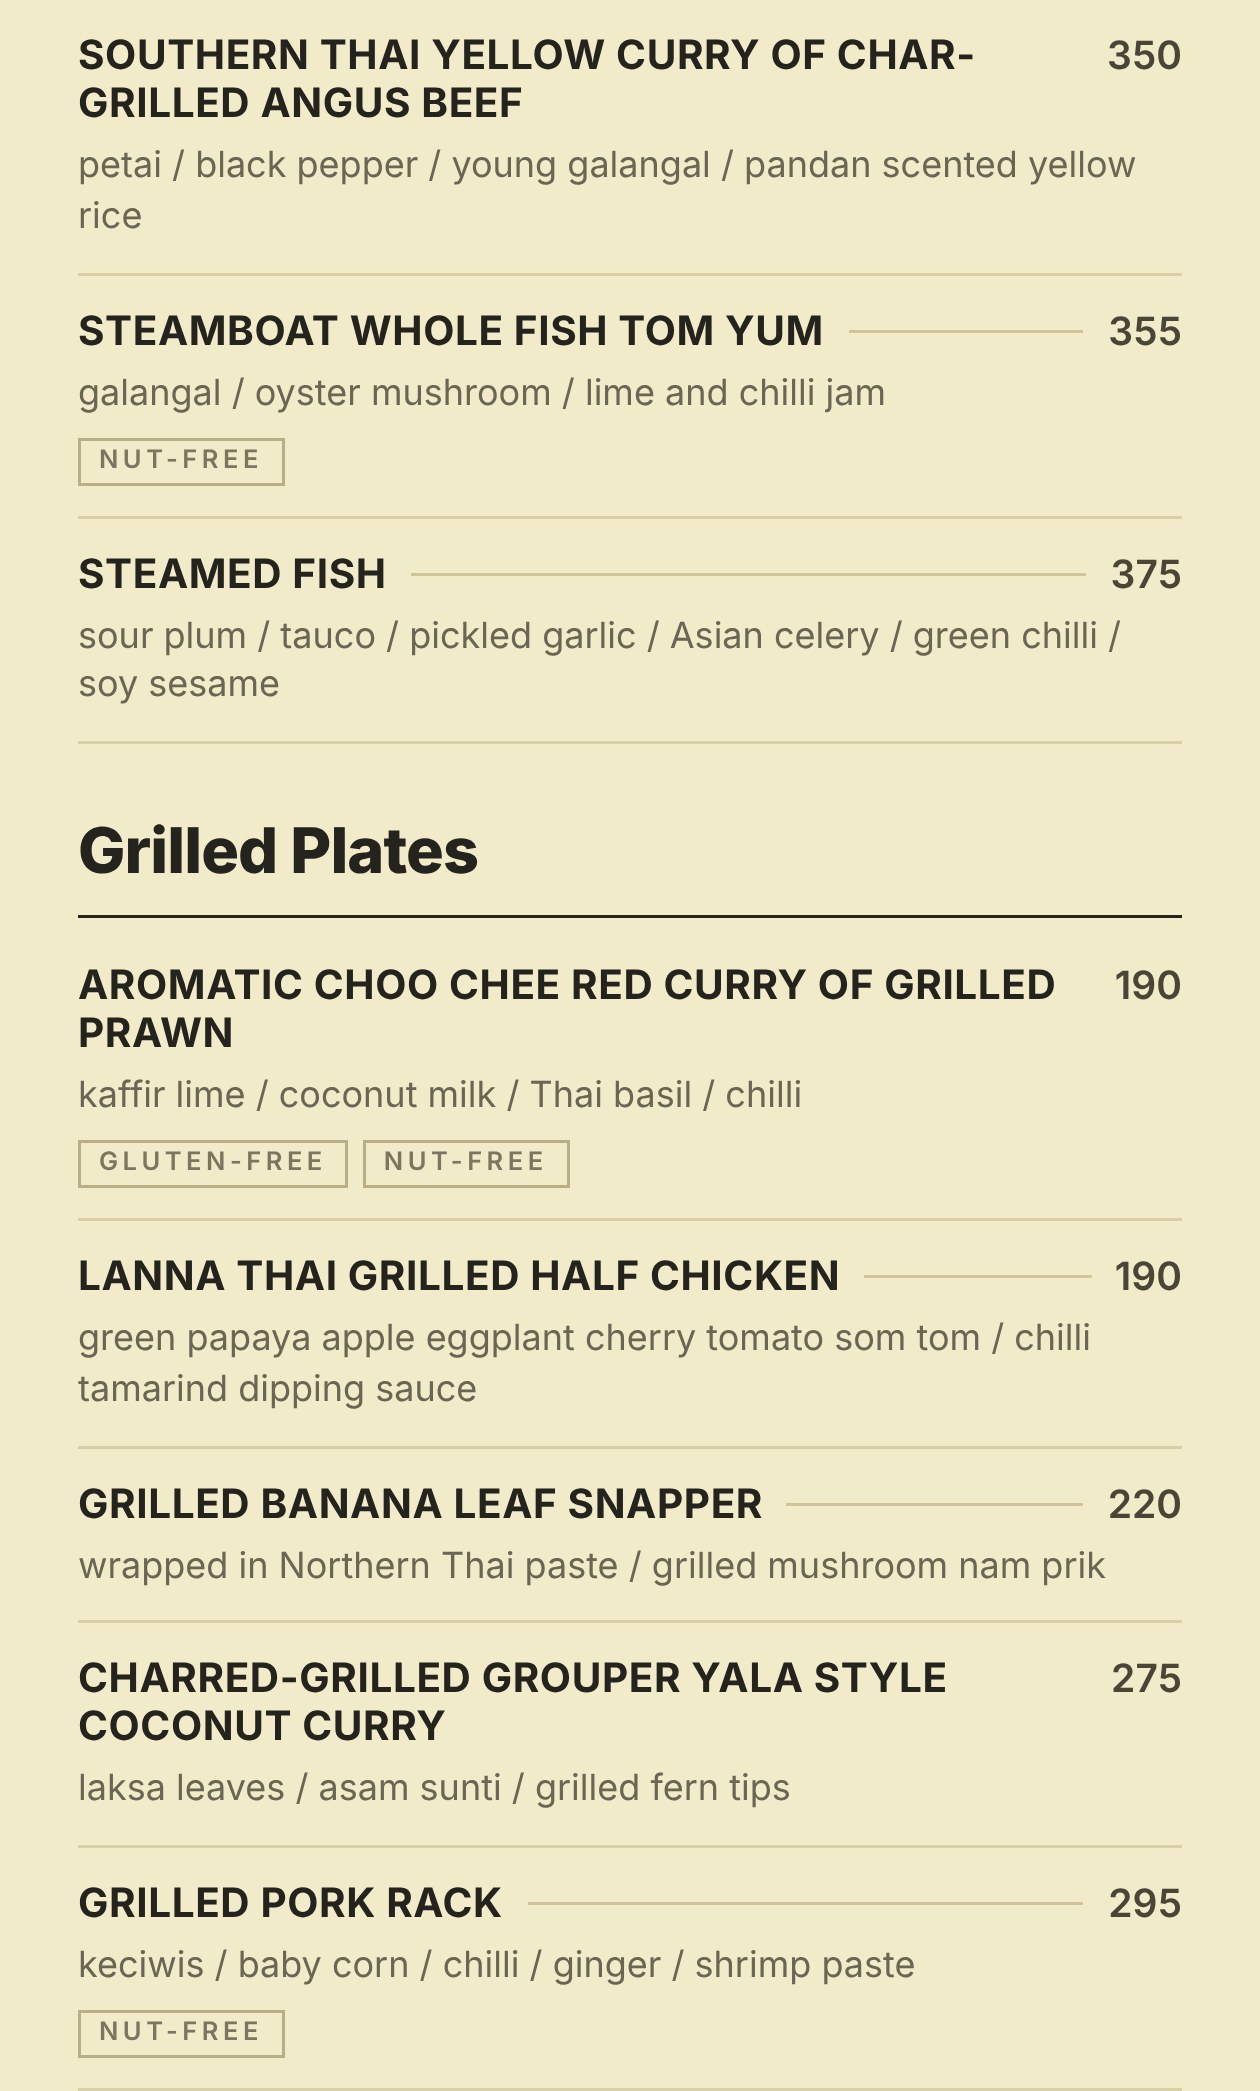 SOUTHERN THAI YELLOW CURRY OF CHAR- 350
GRILLED ANGUS BEEF
petai / black pepper / young galangal / pandan scented yellow
rice
STEAMBOAT WHOLE FISH TOM YUM 355
galangal / oyster mushroom / lime and chilli jam
NUT-FREE
STEAMED FISH 375
sour plum / tauco / pickled garlic / Asian celery / green chilli /
soy sesame
Grilled Plates
AROMATIC CHOO CHEE RED CURRY OF GRILLED 190
PRAWN
kaffir lime / coconut milk / Thai basil / chilli
GLUTEN-FREE NUT-FREE
LANNA THAI GRILLED HALF CHICKEN 190
green papaya apple eggplant cherry tomato som tom / chilli
tamarind dipping sauce
GRILLED BANANA LEAF SNAPPER 220
wrapped in Northern Thai paste / grilled mushroom nam prik
CHARRED-GRILLED GROUPER YALA STYLE 275
COCONUT CURRY
laksa leaves / asam sunti / grilled fern tips
GRILLED PORK RACK 295
keciwis / baby corn / chilli / ginger / shrimp paste
NUT-FREE